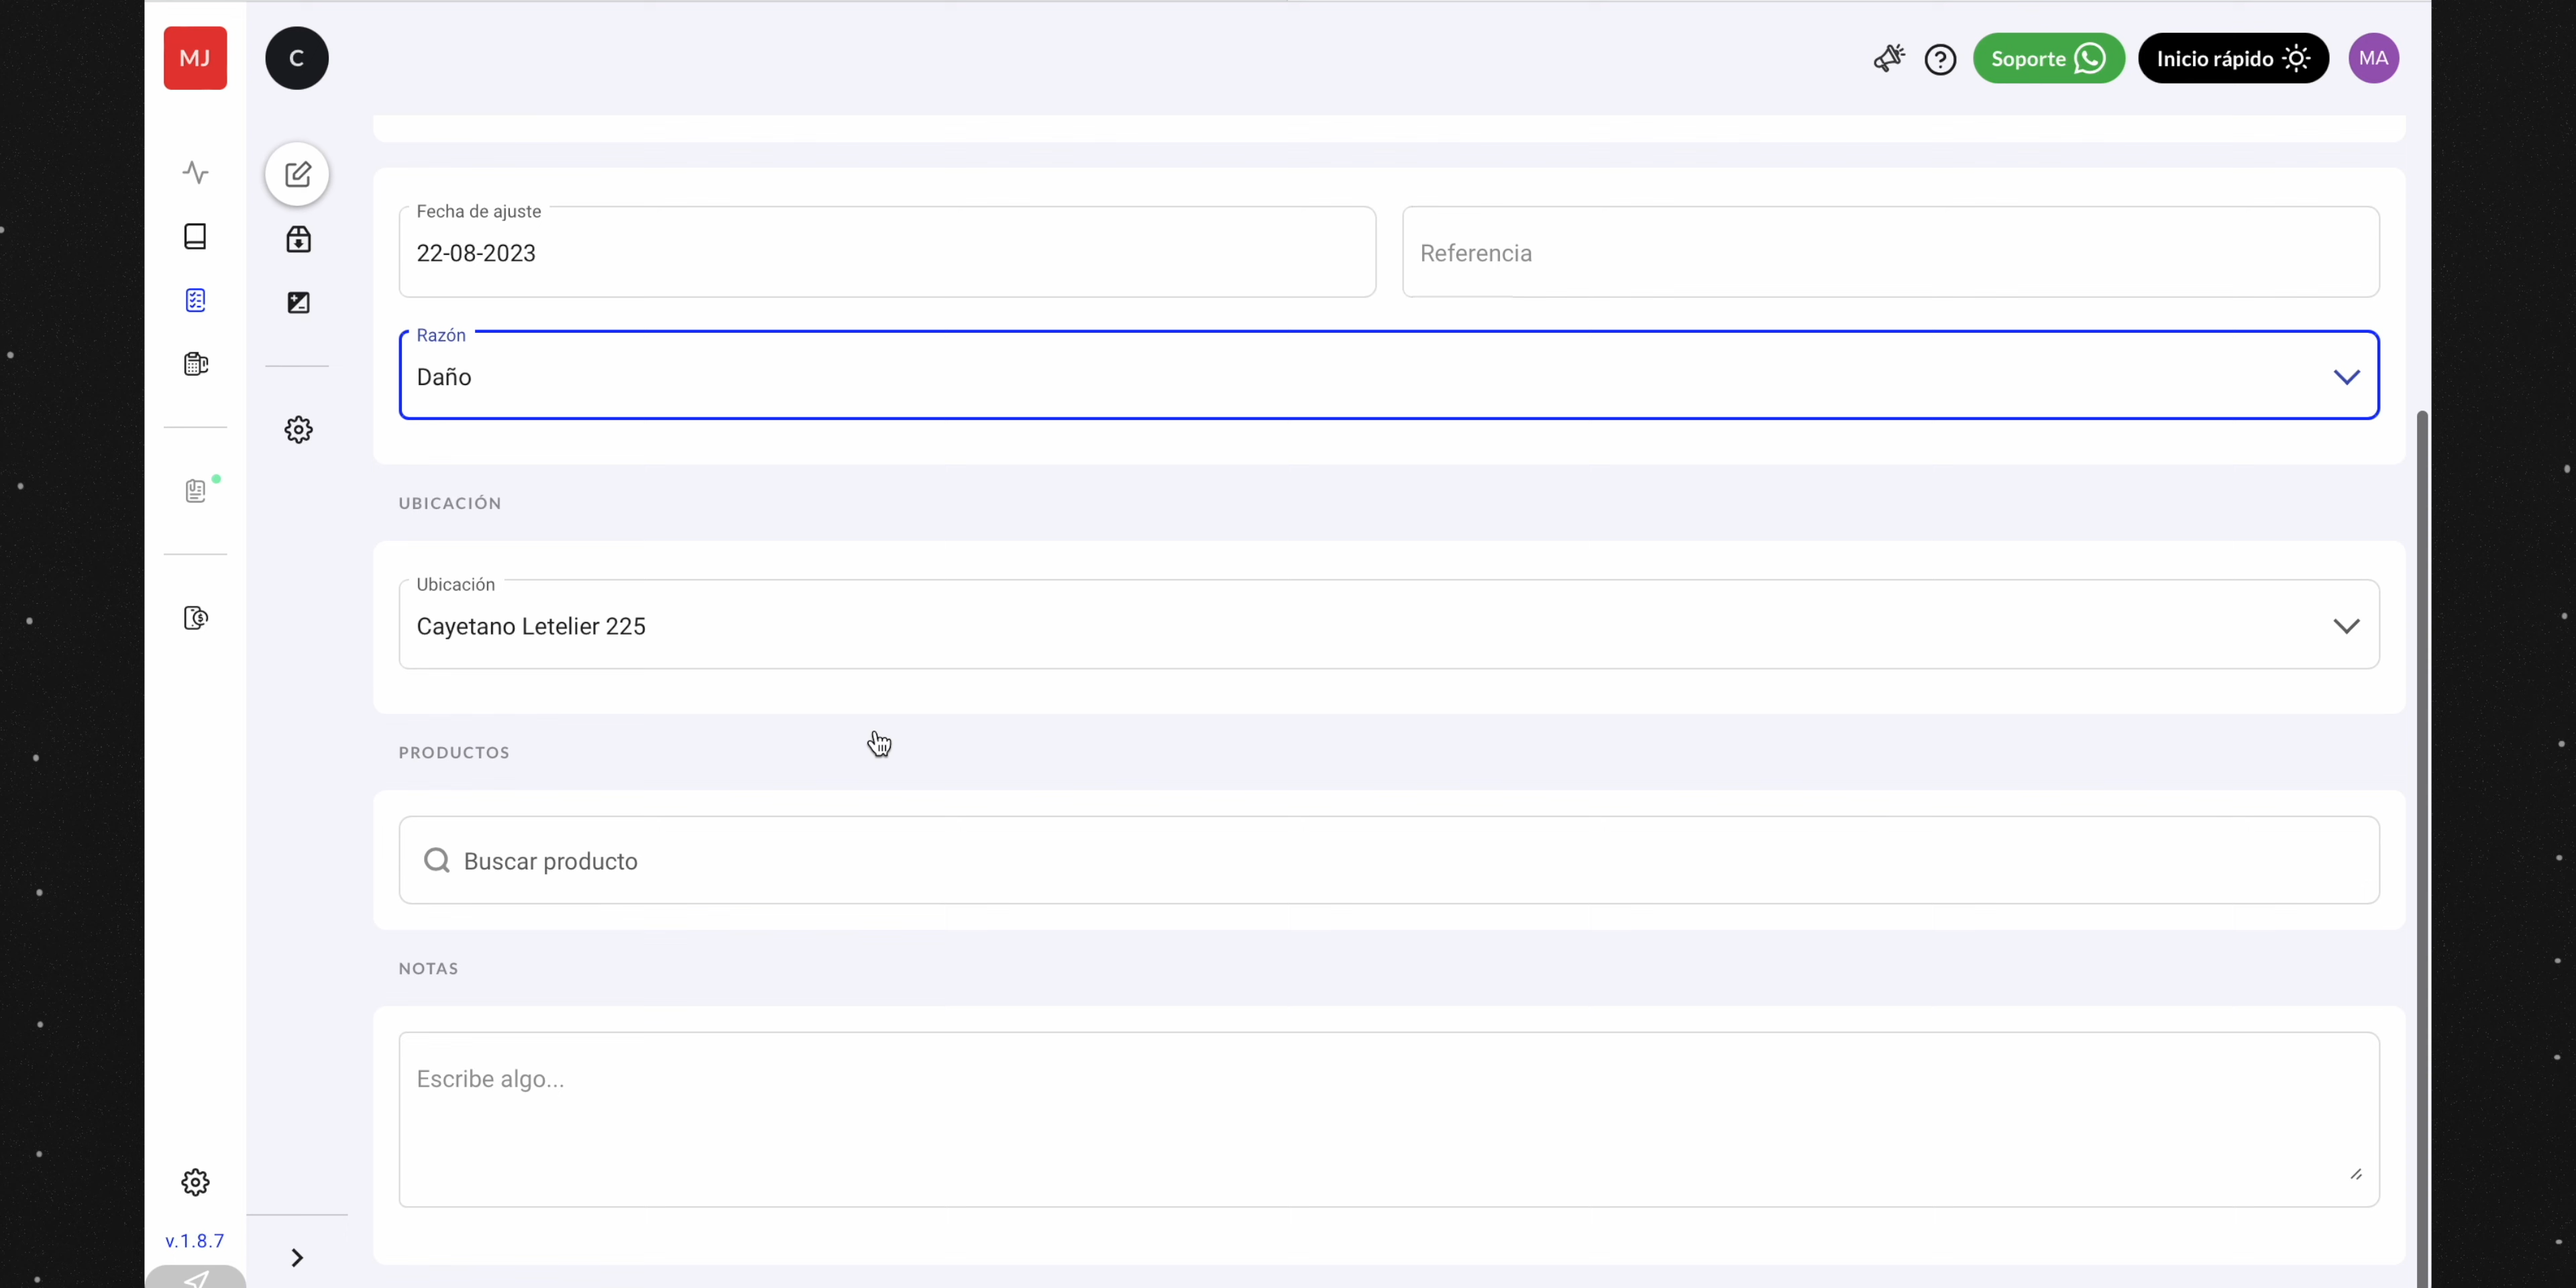 MJ
C
Soporte
Inicio rápido
MA
Fecha de ajuste
22-08-2023
Referencia
Razón
Daño
UBICACIÓN
Ubicación
Cayetano Letelier 225
PRODUCTOS
Buscar producto
NOTAS
Escribe algo...
v.1.8.7